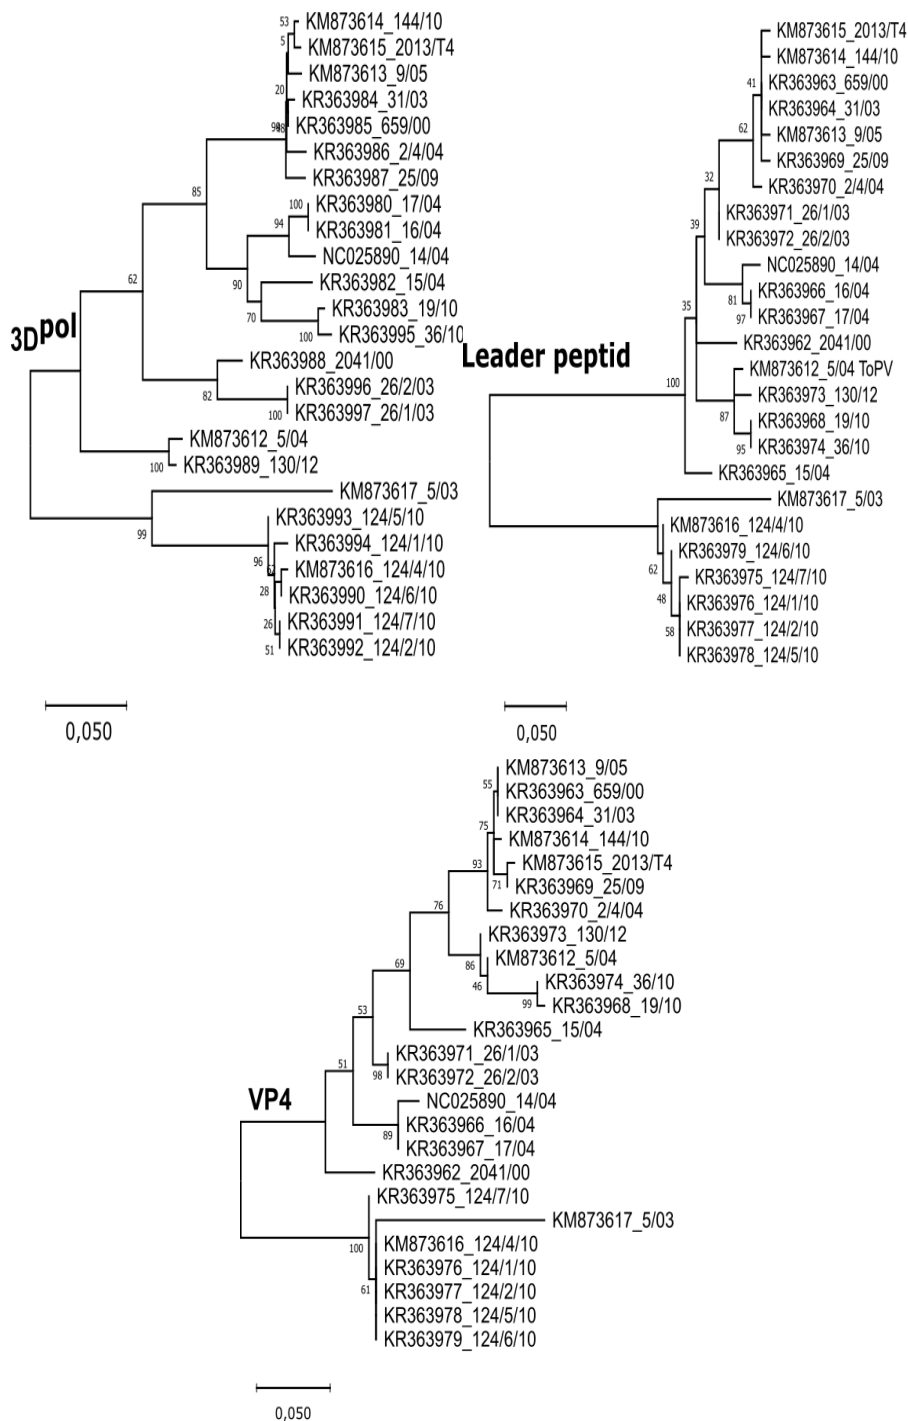 53
KM873614_144/10
5
KM873615_2013/T4
KM873613_9/05
20
KR363984_31/03
KR363985_659/00
KR363986_2/4/04
KR363987_25/09
85
100
KR363980_17/04
KR363981_16/04
94
NC025890_14/04
62
90
KR363982_15/04
70
KR363983_19/10
100
KR363995_36/10
3Dpol
KR363988_2041/00
82
KR363996_26/2/03
100
KR363997_26/1/03
KM873612_5/04
100
KR363989_130/12
KM873617_5/03
99
KR363993_124/5/10
96
KR363994_124/1/10
KM873616_124/4/10
28
KR363990_124/6/10
26
KR363991_124/7/10
51
KR363992_124/2/10
0,050
KM873615_2013/T4
KM873614_144/10
41
KR363963_659/00
KR363964_31/03
62
KM873613_9/05
KR363969_25/09
32
KR363970_2/4/04
39
KR363971_26/1/03
KR363972_26/2/03
NC025890_14/04
81
KR363966_16/04
97
KR363967_17/04
35
KR363962_2041/00
Leader peptid
KM873612_5/04 ToPV
100
KR363973_130/12
87
KR363968_19/10
95
KR363974_36/10
KR363965_15/04
KM873617_5/03
KM873616_124/4/10
KR363979_124/6/10
62
KR363975_124/7/10
48
KR363976_124/1/10
58
KR363977_124/2/10
KR363978_124/5/10
0,050
KM873613_9/05
55
KR363963_659/00
KR363964_31/03
75
KM873614_144/10
93
KM873615_2013/T4
71
KR363969_25/09
76
KR363970_2/4/04
KR363973_130/12
69
86
KM873612_5/04
46
KR363974_36/10
99
KR363968_19/10
53
KR363965_15/04
51
KR363971_26/1/03
98
KR363972_26/2/03
VP4
NC025890_14/04
89
KR363966_16/04
KR363967_17/04
KR363962_2041/00
KR363975_124/7/10
KM873617_5/03
100
KM873616_124/4/10
KR363976_124/1/10
61
KR363977_124/2/10
KR363978_124/5/10
KR363979_124/6/10
0,050